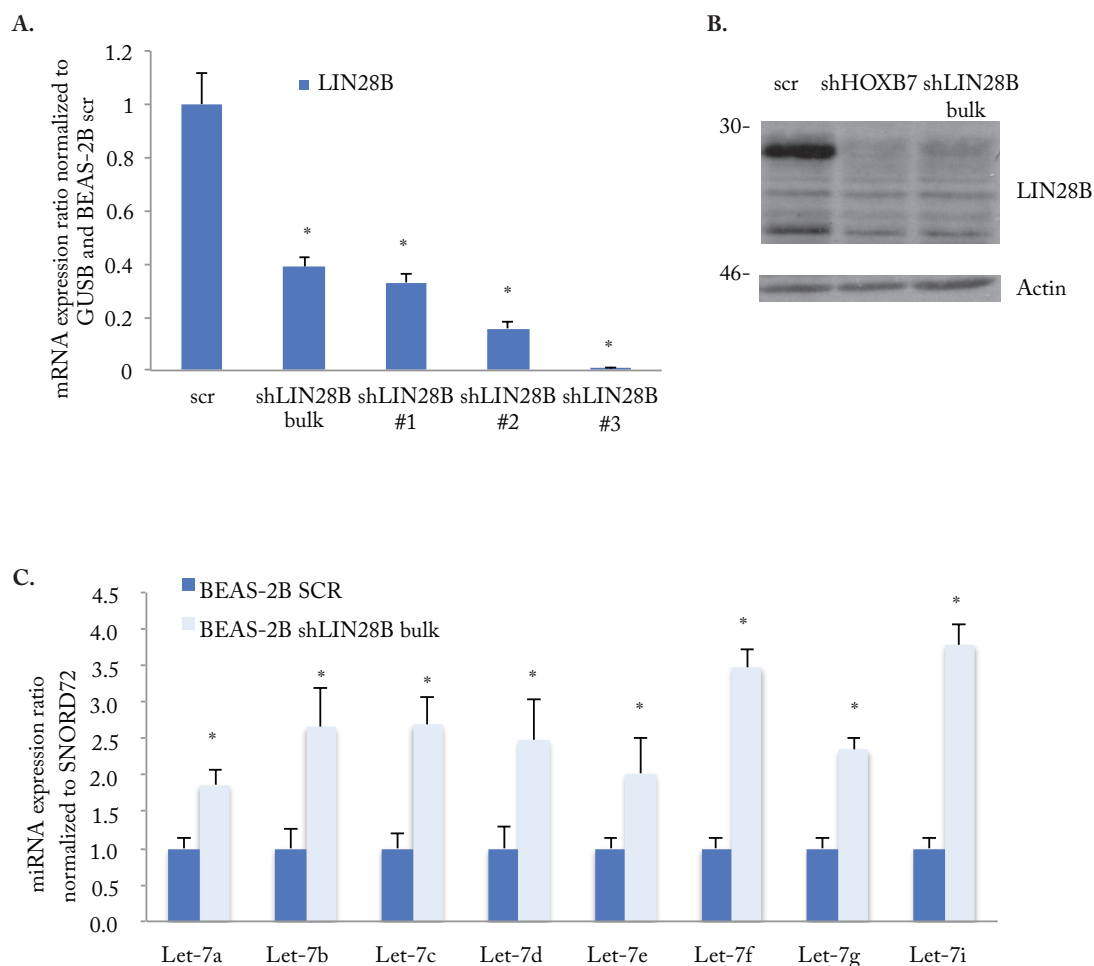 A.
mRNA expression ratio normalized to
GUSB and BEAS-2B scr
1.2
1
0.8
0.6
0.4
0.2
0
LIN28B
*
*
*
*
scr
shLIN28B
bulk
shLIN28B
#1
shLIN28B
#2
shLIN28B
#3
B.
scr shHOXB7 shLIN28B
bulk
30-
LIN28B
46-
Actin
C.
miRNA expression ratio
normalized to SNORD72
4.5
4.0
3.5
3.0
2.5
2.0
1.5
1.0
0.5
0.0
BEAS-2B SCR
BEAS-2B shLIN28B bulk
*
*
*
*
*
*
*
*
Let-7a Let-7b Let-7c Let-7d Let-7e Let-7f Let-7g Let-7i